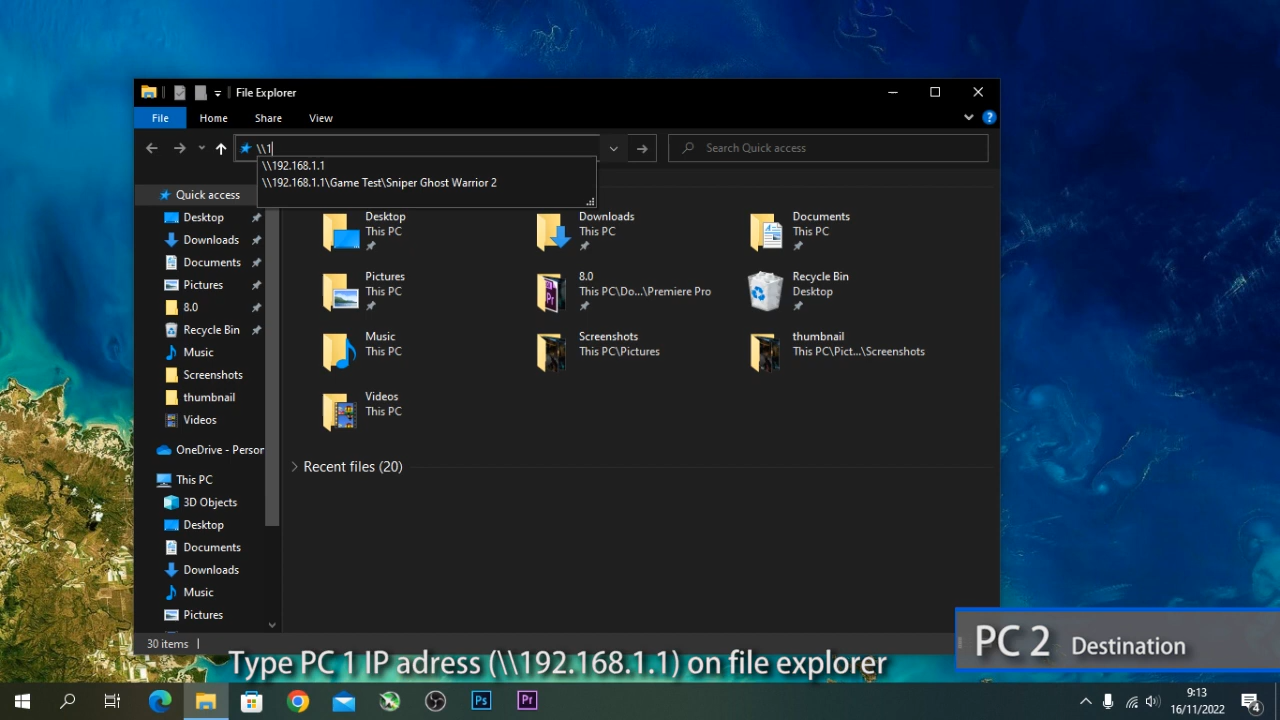 File Explorer
File
Home
Share
View
?
\\1
Search Quick access
\\192.168.1.1
\\192.168.1.1\Game Test\Sniper Ghost Warrior 2
Quick access
Desktop
Downloads
Documents
Pictures
8.0
Recycle Bin
Music
Screenshots
thumbnail
Videos
OneDrive - Person
This PC
3D Objects
Desktop
Documents
Downloads
Music
Pictures
Desktop
This PC
Downloads
This PC
Documents
This PC
Pictures
This PC
8.0
This PC\Do...\Premiere Pro
Recycle Bin
Desktop
Music
This PC
Screenshots
This PC\Pictures
thumbnail
This PC\Pict...\Screenshots
Videos
This PC
Recent files (20)
30 items
PC 2 Destination
Type PC 1 IP adress (\\192.168.1.1) on file explorer
Ps
Pr
9:13
16/11/2022
4